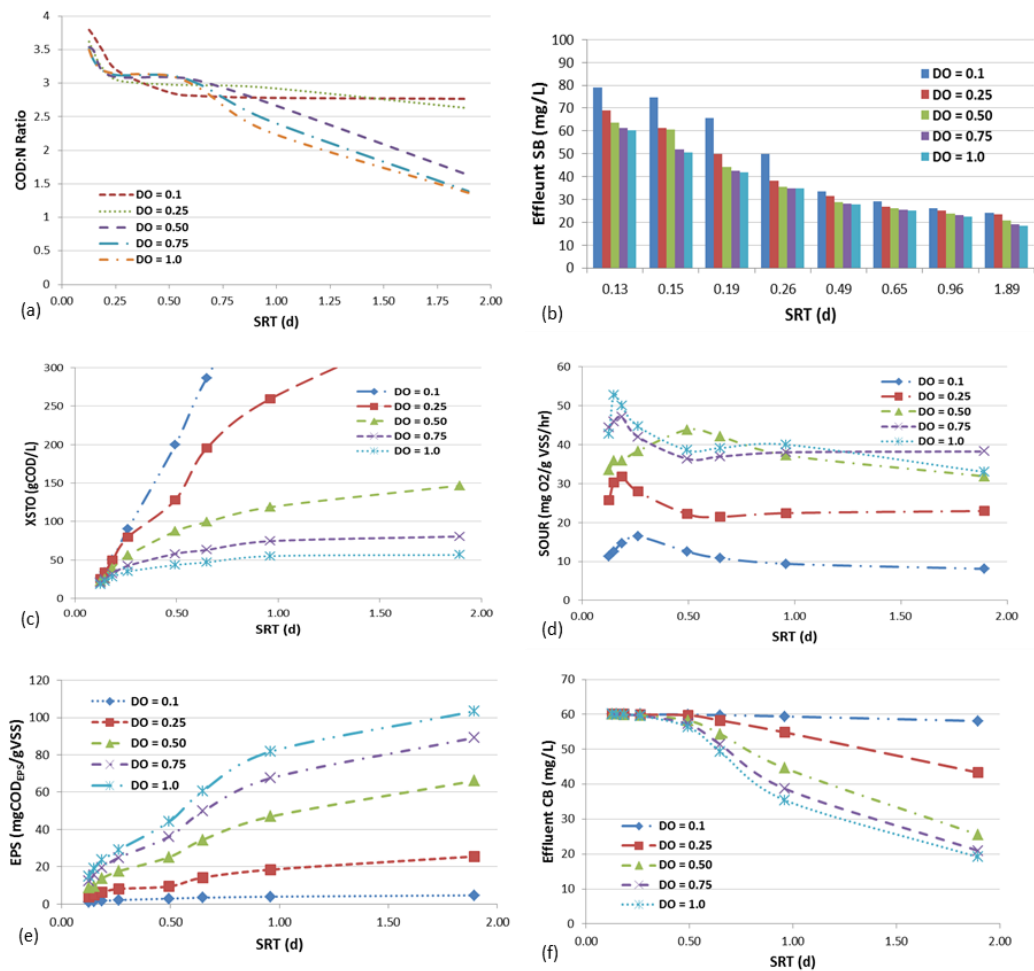 4
3.5
3
2.5
2
1.5
1
0.5
0
COD:N Ratio
DO = 0.1
DO = 0.25
DO = 0.50
DO = 0.75
DO = 1.0
0.00 0.25 0.50 0.75 1.00 1.25 1.50 1.75 2.00
(a)
SRT (d)
100
90
80
70
60
50
40
30
20
10
0
Effleunt SB (mg/L)
DO = 0.1
DO = 0.25
DO = 0.50
DO = 0.75
DO = 1.0
0.13 0.15 0.19 0.26 0.49 0.65 0.96 1.89
(b)
SRT (d)
300
250
200
150
100
50
0
XSTO (gCOD/L)
DO = 0.1
DO = 0.25
DO = 0.50
DO = 0.75
DO = 1.0
0.00 0.50 1.00 1.50 2.00
(c)
SRT (d)
60
50
40
30
20
10
0
SOUR (mg O2/g VSS/hr)
DO = 0.1
DO = 0.25
DO = 0.50
DO = 0.75
DO = 1.0
0.00 0.50 1.00 1.50 2.00
(d)
SRT (d)
120
100
80
60
40
20
0
EPS (mgCODEPS/gVSS)
DO = 0.1
DO = 0.25
DO = 0.50
DO = 0.75
DO = 1.0
0.00 0.50 1.00 1.50 2.00
(e)
SRT (d)
70
60
50
40
30
20
10
0
Effluent CB (mg/L)
DO = 0.1
DO = 0.25
DO = 0.50
DO = 0.75
DO = 1.0
0.00 0.50 1.00 1.50 2.00
(f)
SRT (d)